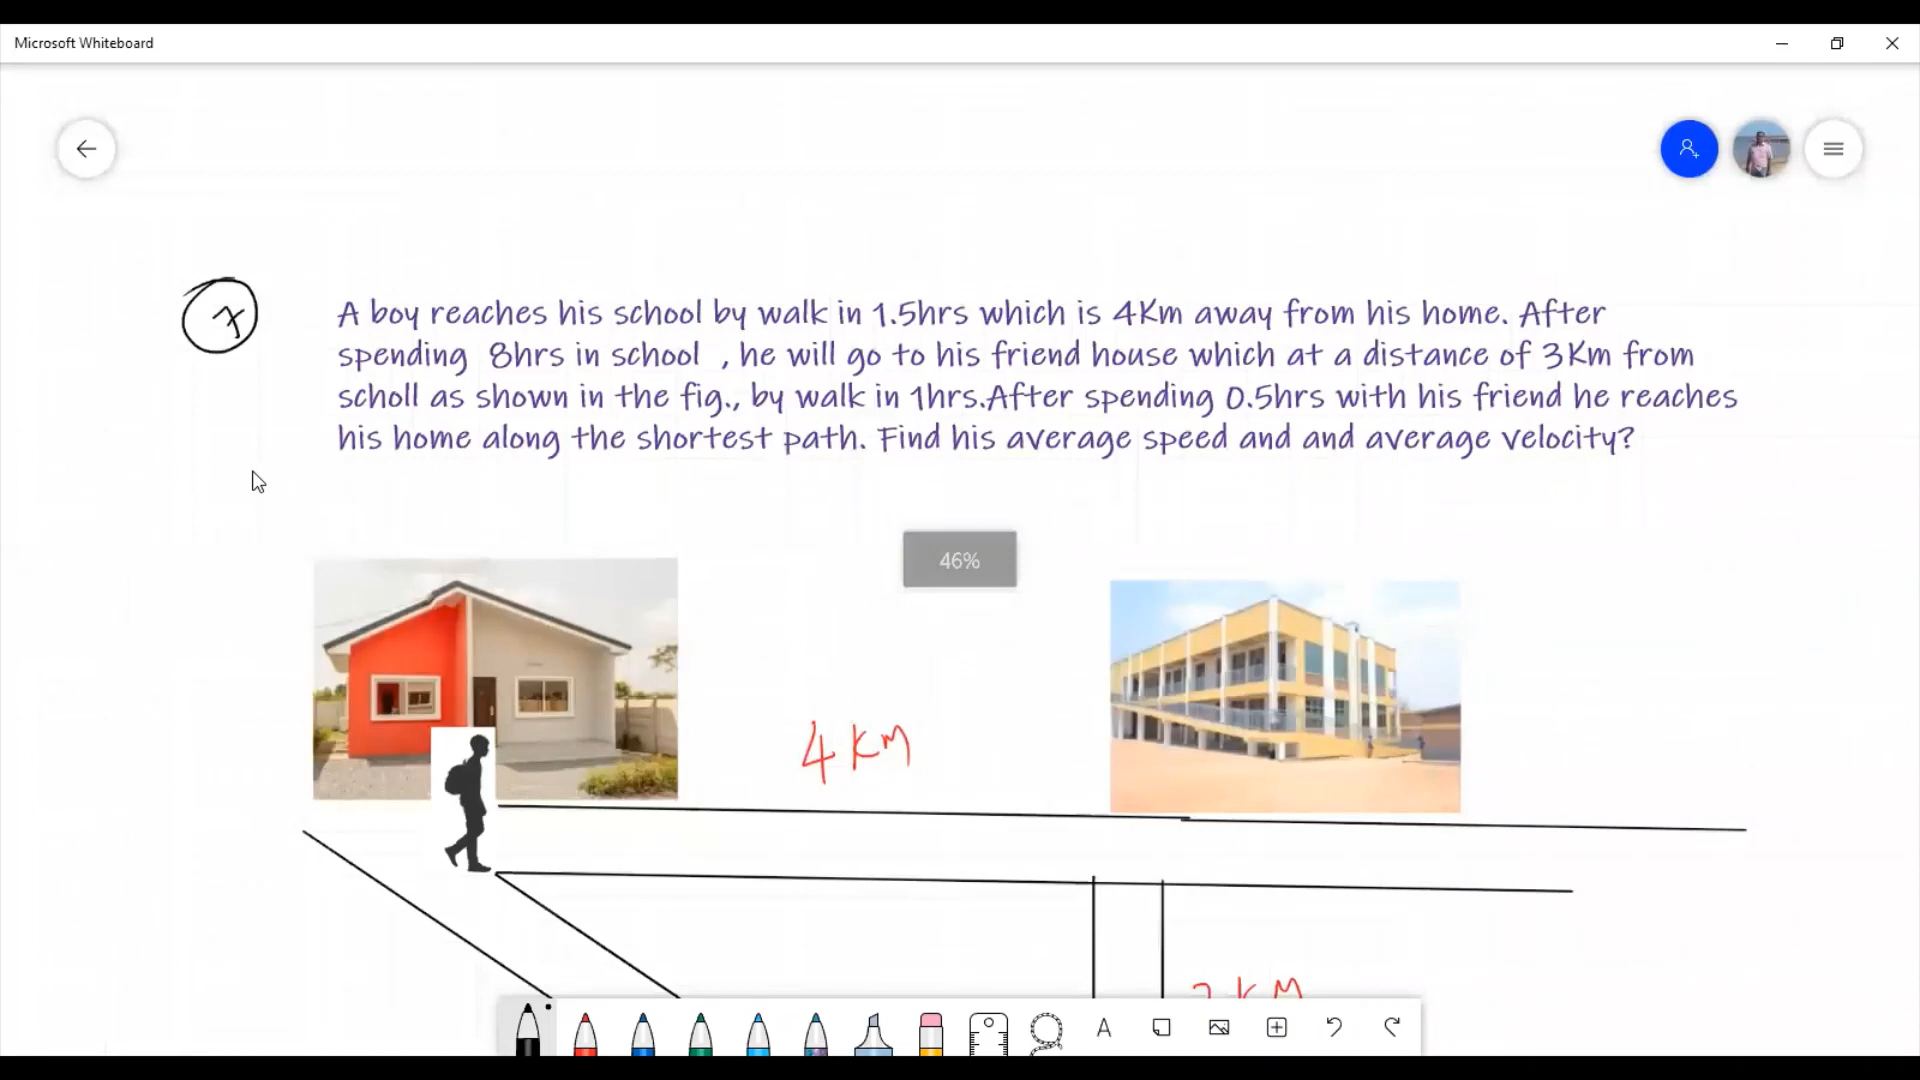 Microsoft Whiteboard
7
A boy reaches his school by walk in 1.5hrs which is 4Km away from his home. After
spending 8hrs in school , he will go to his friend house which at a distance of 3Km from
scholl as shown in the fig., by walk in 1hrs.After spending 0.5hrs with his friend he reaches
his home along the shortest path. Find his average speed and and average velocity?
46%
4 KM
KM
A